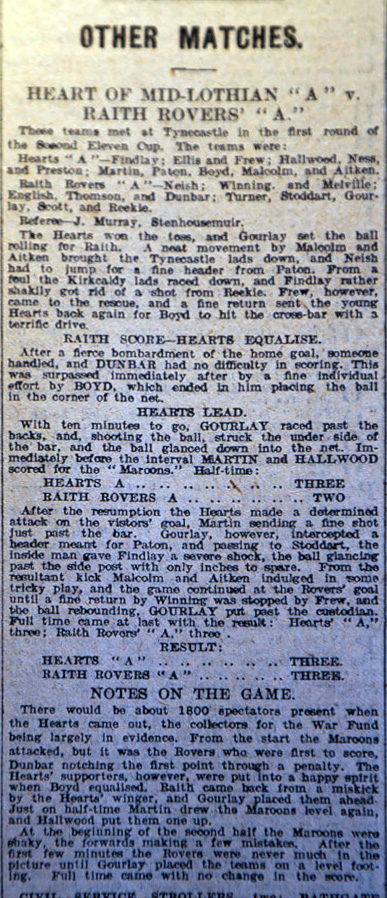 OTHER MATCHES.
HEART OF MID-LOTHIAN "A" v.
RAITH ROVERS' "A."
These teams met at Tynecastle in the first round of
the Second Eleven Cup. The teams were:
Hearts "A"—Findlay; Ellis and Frew; Hallwood, Ness,
and Preston; Martin, Paton, Boyd, Malcolm, and Aitken.
Raith Rovers "A"—Neish; Winning, and Melville;
English, Thomson, and Dunbar; Turner, Stoddart, Gour-
lay, Scott, and Reekie.
Referee—J. Murray, Stenhousemuir.
The Hearts won the toss, and Gourlay set the ball
rolling for Raith. A neat movement by Malcolm and
Aitken brought the Tynecastle lads down, and Neish
had to jump for a fine header from Paton. From a
foul the Kirkcaldy lads raced down, and Findlay rather
shakily got rid of a shot from Reekie. Frew, however,
came to the rescue, and a fine return sent the young
Hearts back again for Boyd to hit the cross-bar with a
terrific drive.
RAITH SCORE—HEARTS EQUALISE.
After a fierce bombardment of the home goal, someone
handled, and DUNBAR had no difficulty in scoring. This
was surpassed immediately after by a fine individual
effort by BOYD, which ended in him placing the ball
in the corner of the net.
HEARTS LEAD.
With ten minutes to go, GOURLAY raced past the
backs, and, shooting the ball, struck the under side of
the bar, and the ball glanced down into the net. Im-
mediately before the interval MARTIN and HALLWOOD
scored for the "Maroons." Half-time:
HEARTS A .. .. .. .. .. .. .. THREE
RAITH ROVERS A .. .. .. .. .. TWO
After the resumption the Hearts made a determined
attack on the vistors' goal, Martin sending a fine shot
just past the bar. Gourlay, however, intercepted a
header meant for Paton, and passing to Stoddart, the
inside man gave Findlay a severe shock, the ball glancing
past the side post with only inches to spare. From the
resultant kick Malcolm and Aitken indulged in some
tricky play, and the game continued at the Rovers' goal
until a fine return by Winning was stopped by Frew, and
the ball rebounding, GOURLAY put past the custodian.
Full time came at last with the result: Hearts' "A,"
three; Raith Rovers' "A," three.
RESULT:
HEARTS "A" .. .. .. .. .. .. THREE.
RAITH ROVERS "A" .. .. .. .. THREE.
NOTES ON THE GAME.
There would be about 1800 spectators present when
the Hearts came out, the collectors for the War Fund
being largely in evidence. From the start the Maroons
attacked, but it was the Rovers who were first to score,
Dunbar notching the first point through a penalty. The
Hearts' supporters, however, were put into a happy spirit
when Boyd equalised. Raith came back from a miskick
by the Hearts' winger, and Gourlay placed them ahead.
Just on half-time Martin drew the Maroons level again,
and Hallwood put them one up.
At the beginning of the second half the Maroons were
shaky, the forwards making a few mistakes. After the
first few minutes the Rovers were never much in the
picture until Gourlay placed the teams on a level foot-
ing. Full time came with no change in the score.
CIVIL SERVICE STROLLERS